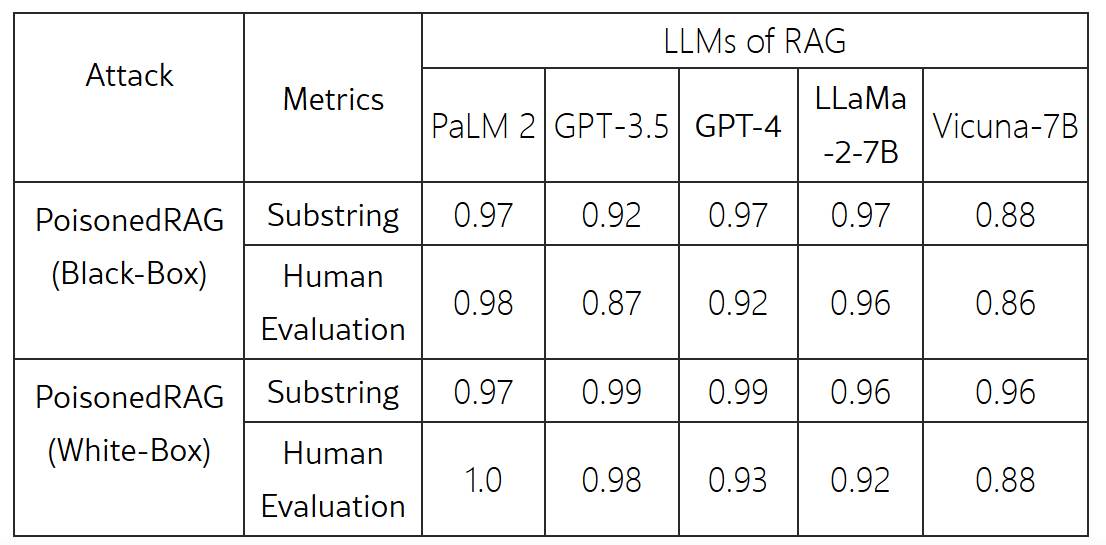 Attack
Metrics
LLMs of RAG
PaLM 2
GPT-3.5
GPT-4
LLaMa
-2-7B
Vicuna-7B
PoisonedRAG
(Black-Box)
Substring
0.97
0.92
0.97
0.97
0.88
Human
Evaluation
0.98
0.87
0.92
0.96
0.86
PoisonedRAG
(White-Box)
Substring
0.97
0.99
0.99
0.96
0.96
Human
Evaluation
1.0
0.98
0.93
0.92
0.88